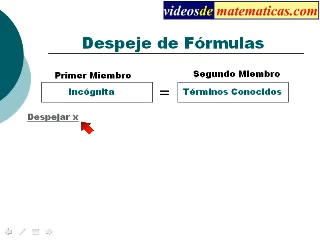 videosdematematicas.com
Despeje de Fórmulas
Primer Miembro
Segundo Miembro
Incógnita = Términos Conocidos
Despejar x